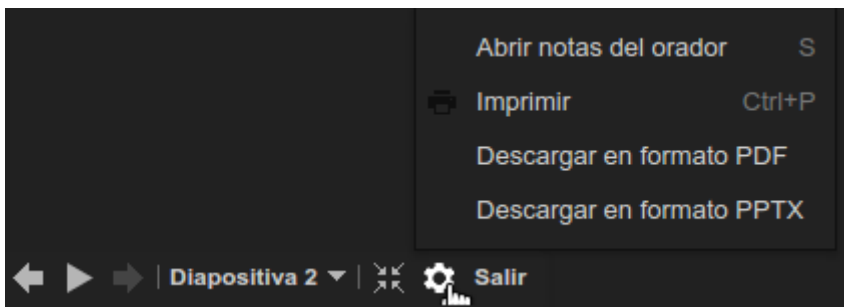 Abrir notas del orador S
Imprimir Ctrl+P
Descargar en formato PDF
Descargar en formato PPTX
Diapositiva 2 Salir